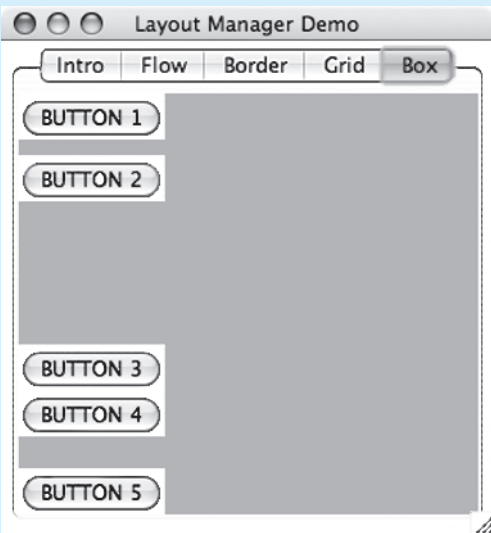 Layout Manager Demo
Intro Flow Border Grid Box
BUTTON 1
BUTTON 2
BUTTON 3
BUTTON 4
BUTTON 5